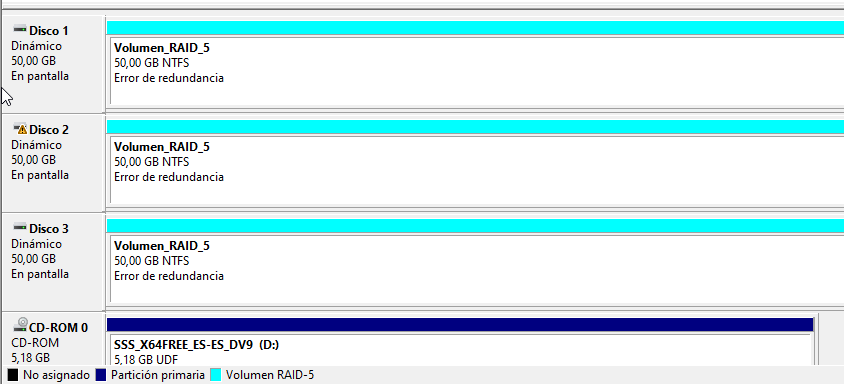 Disco 1
Dinámico
50,00 GB
En pantalla
Volumen_RAID_5
50,00 GB NTFS
Error de redundancia
Disco 2
Dinámico
50,00 GB
En pantalla
Volumen_RAID_5
50,00 GB NTFS
Error de redundancia
Disco 3
Dinámico
50,00 GB
En pantalla
Volumen_RAID_5
50,00 GB NTFS
Error de redundancia
CD-ROM 0
CD-ROM
5,18 GB
SSS_X64FREE_ES-ES_DV9 (D:)
5,18 GB UDF
No asignado Partición primaria Volumen RAID-5